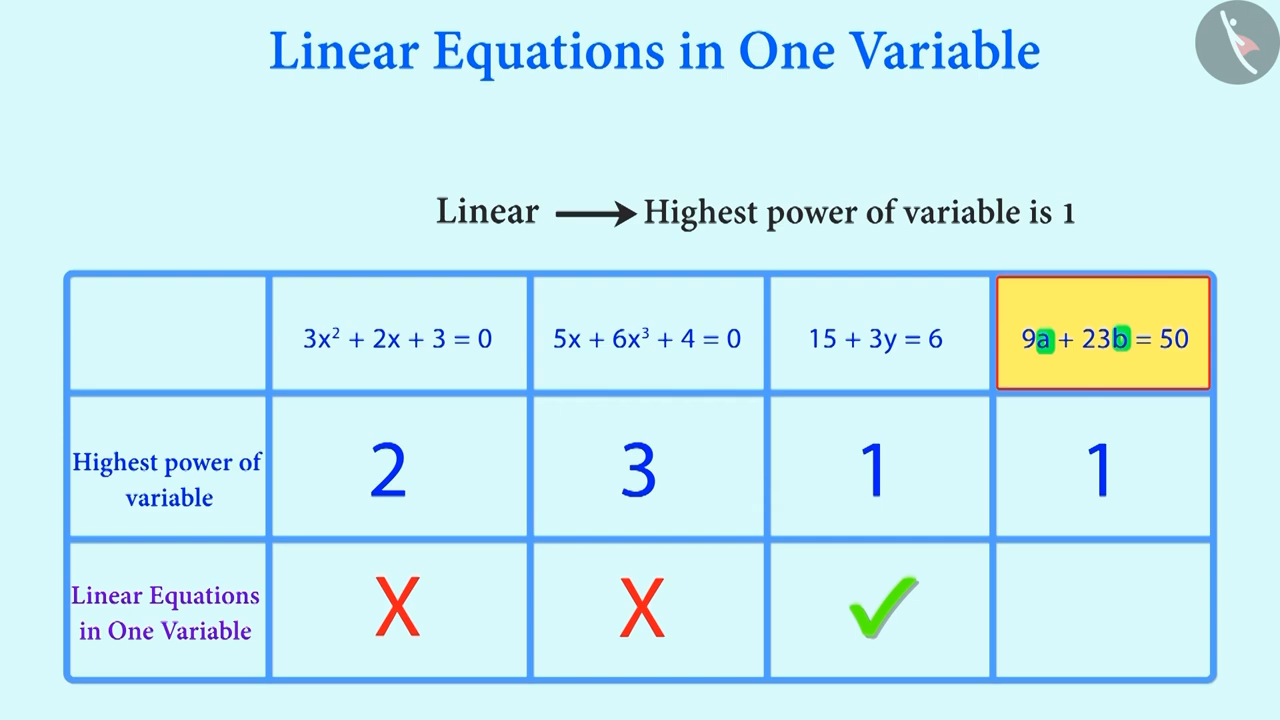 Linear Equations in One Variable
Linear → Highest power of variable is 1
3x² + 2x + 3 = 0
5x + 6x³ + 4 = 0
15 + 3y = 6
9a + 23b = 50
Highest power of
variable
2
3
1
1
Linear Equations
in One Variable
X
X
✓